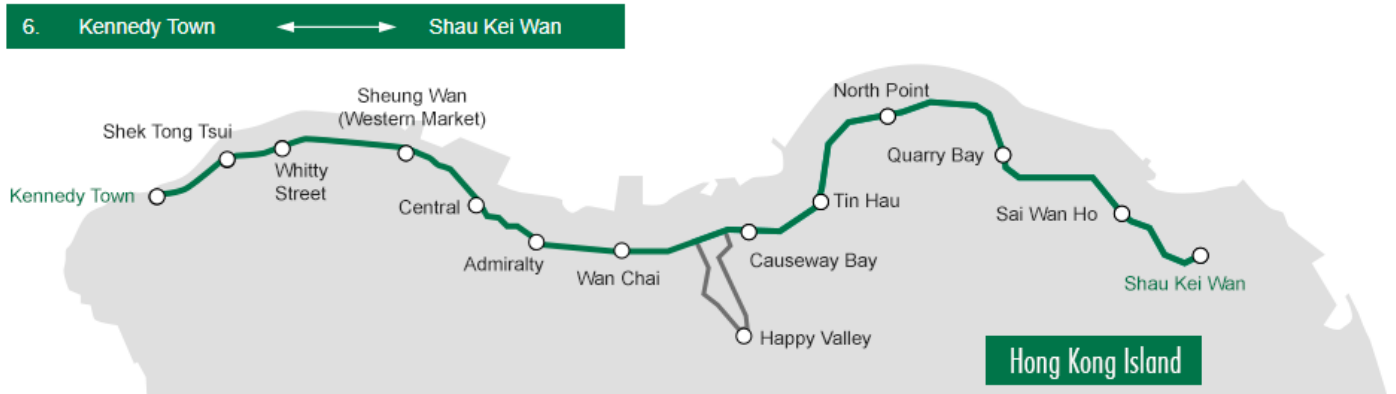 6. Kennedy Town Shau Kei Wan
North Point
Sheung Wan
(Western Market)
Shek Tong Tsui
Quarry Bay
Whitty
Street
Kennedy Town
Tin Hau
Central
Sai Wan Ho
Admiralty
Causeway Bay
Wan Chai
Shau Kei Wan
Happy Valley
Hong Kong Island